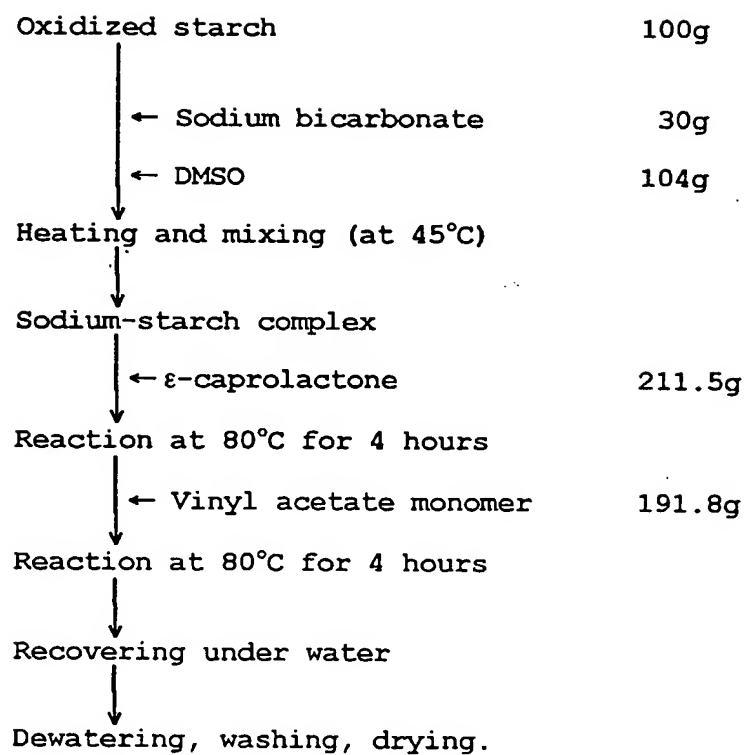 Oxidized starch 100g
← Sodium bicarbonate 30g
← DMSO 104g
Heating and mixing (at 45°C)
Sodium-starch complex
← ε-caprolactone 211.5g
Reaction at 80°C for 4 hours
← Vinyl acetate monomer 191.8g
Reaction at 80°C for 4 hours
Recovering under water
Dewatering, washing, drying.